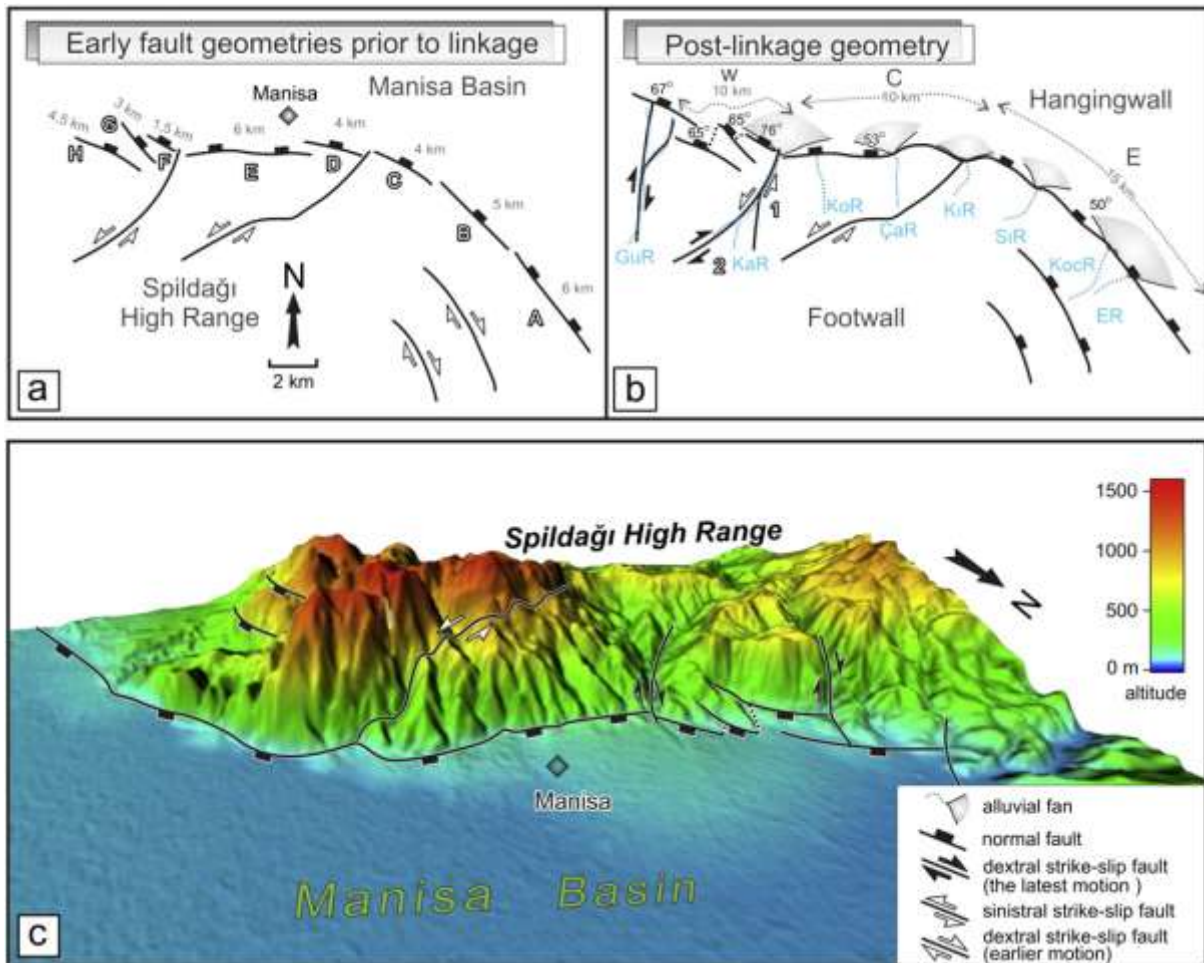 Early fault geometries prior to linkage
Manisa
Manisa Basin
4.5 km
3 km
1.5 km
6 km
4 km
4 km
5 km
6 km
H
G
F
E
D
C
B
A
Spildağı
High Range
N
2 km
a
Post-linkage geometry
W
10 km
C
10 km
Hangingwall
E
15 km
67°
65°
65°
76°
53°
50°
1
2
GuR
KaR
KoR
ÇaR
KıR
SıR
KocR
ER
Footwall
b
Spildağı High Range
N
1500
1000
500
0 m
altitude
Manisa
Manisa Basin
alluvial fan
normal fault
dextral strike-slip fault
(the latest motion )
sinistral strike-slip fault
dextral strike-slip fault
(earlier motion)
c